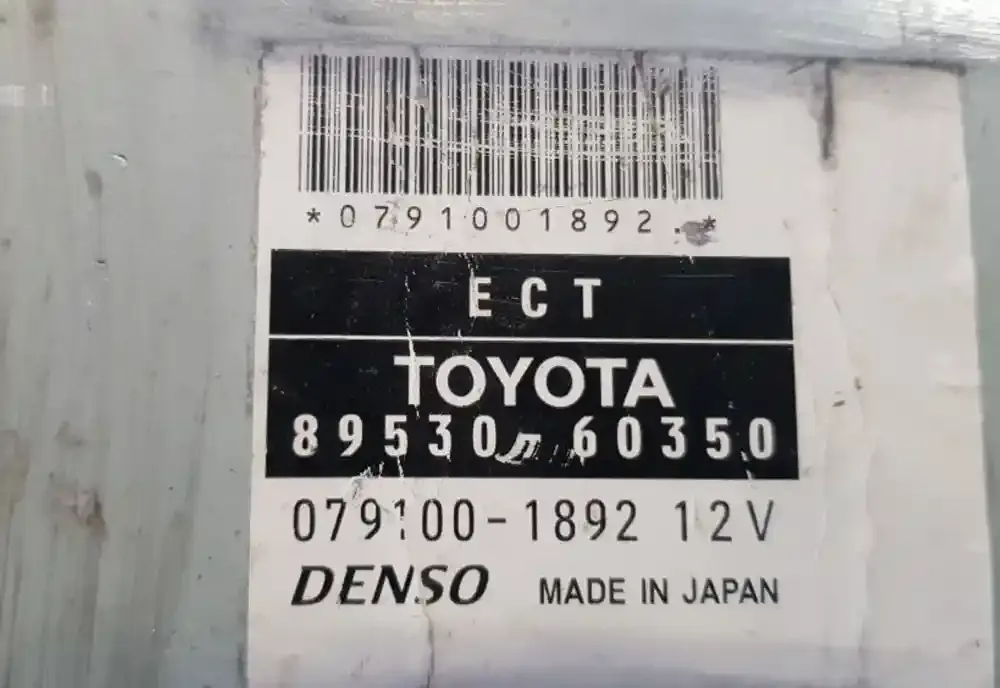 *0791001892.*
ECT
TOYOTA
89530-60350
079100-1892 12V
DENSO MADE IN JAPAN